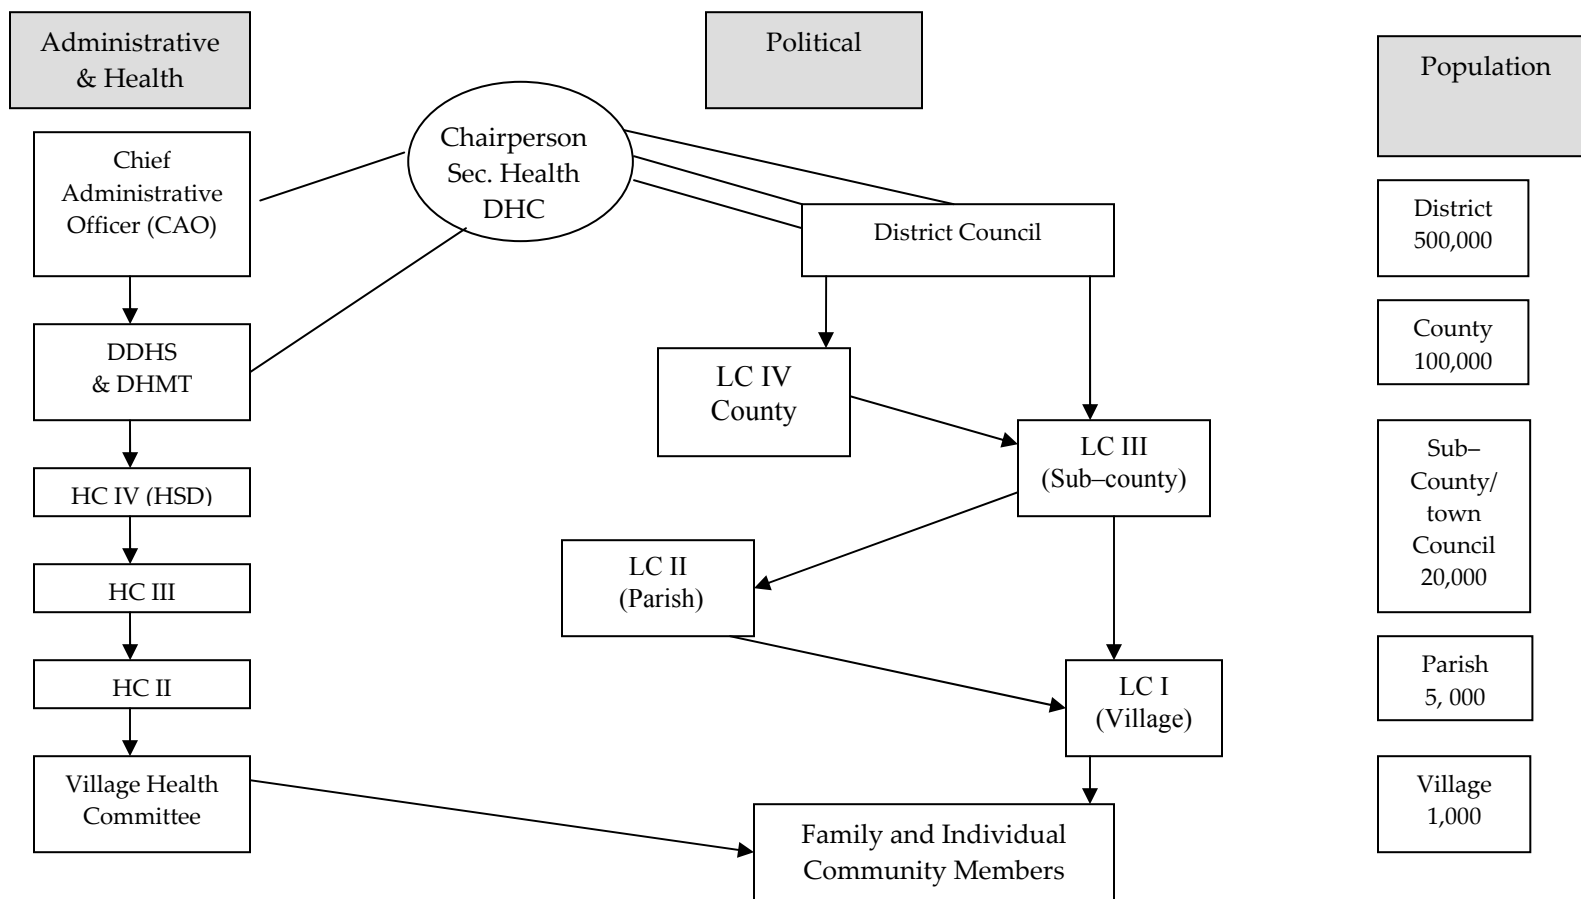 Administrative
& Health
Political
Population
Chief
Administrative
Officer (CAO)
Chairperson
Sec. Health
DHC
District Council
District
500,000
DDHS
& DHMT
LC IV
County
County
100,000
HC IV (HSD)
LC III
(Sub–county)
Sub–
County/
town
Council
20,000
HC III
LC II
(Parish)
HC II
LC I
(Village)
Parish
5, 000
Village Health
Committee
Family and Individual
Community Members
Village
1,000